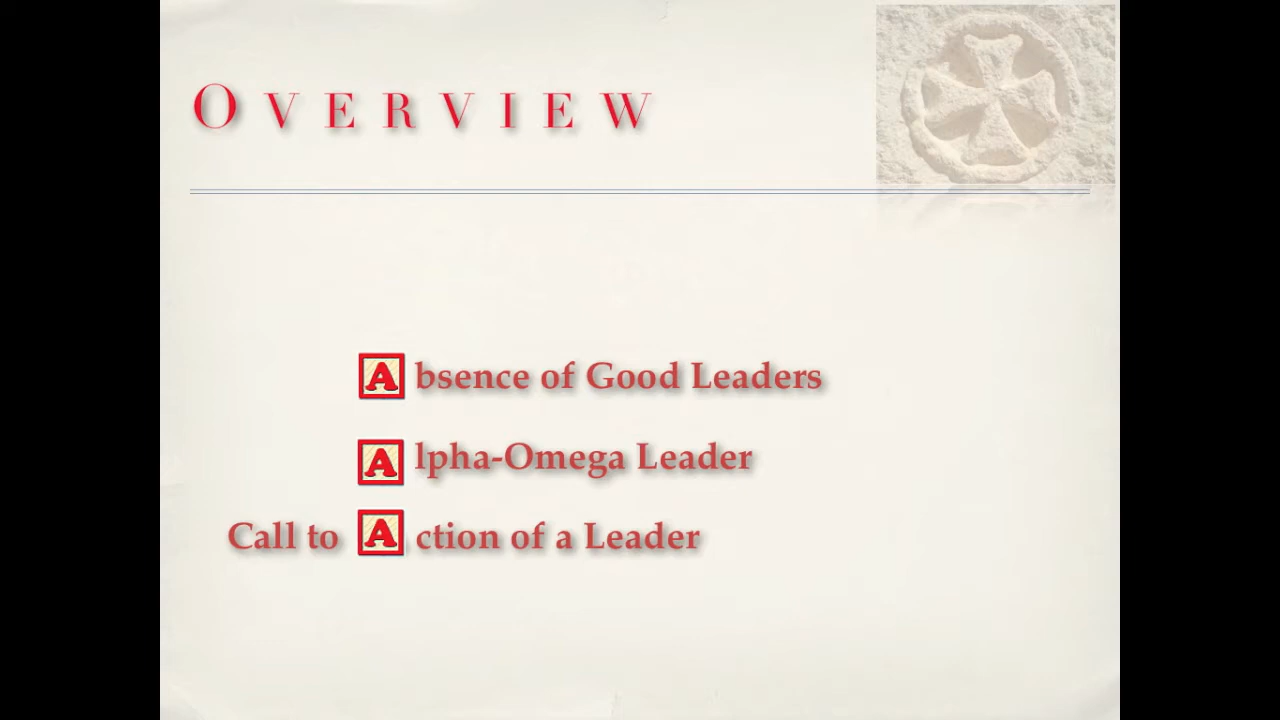 OVERVIEW
Absence of Good Leaders
Alpha-Omega Leader
Call to Action of a Leader